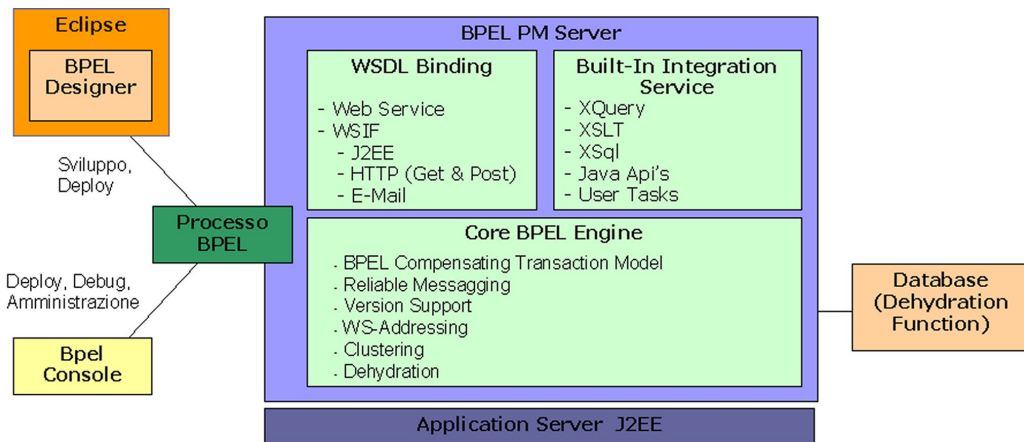 Eclipse
BPEL
Designer
Sviluppo,
Deploy
Processo
BPEL
Deploy, Debug,
Amministrazione
Bpel
Console
BPEL PM Server
WSDL Binding
- Web Service
- WSIF
- J2EE
- HTTP (Get & Post)
- E-Mail
Built-In Integration
Service
- XQuery
- XSLT
- XSql
- Java Api's
- User Tasks
Core BPEL Engine
. BPEL Compensating Transaction Model
. Reliable Messagging
. Version Support
. WS-Addressing
. Clustering
. Dehydration
Database
(Dehydration
Function)
Application Server J2EE